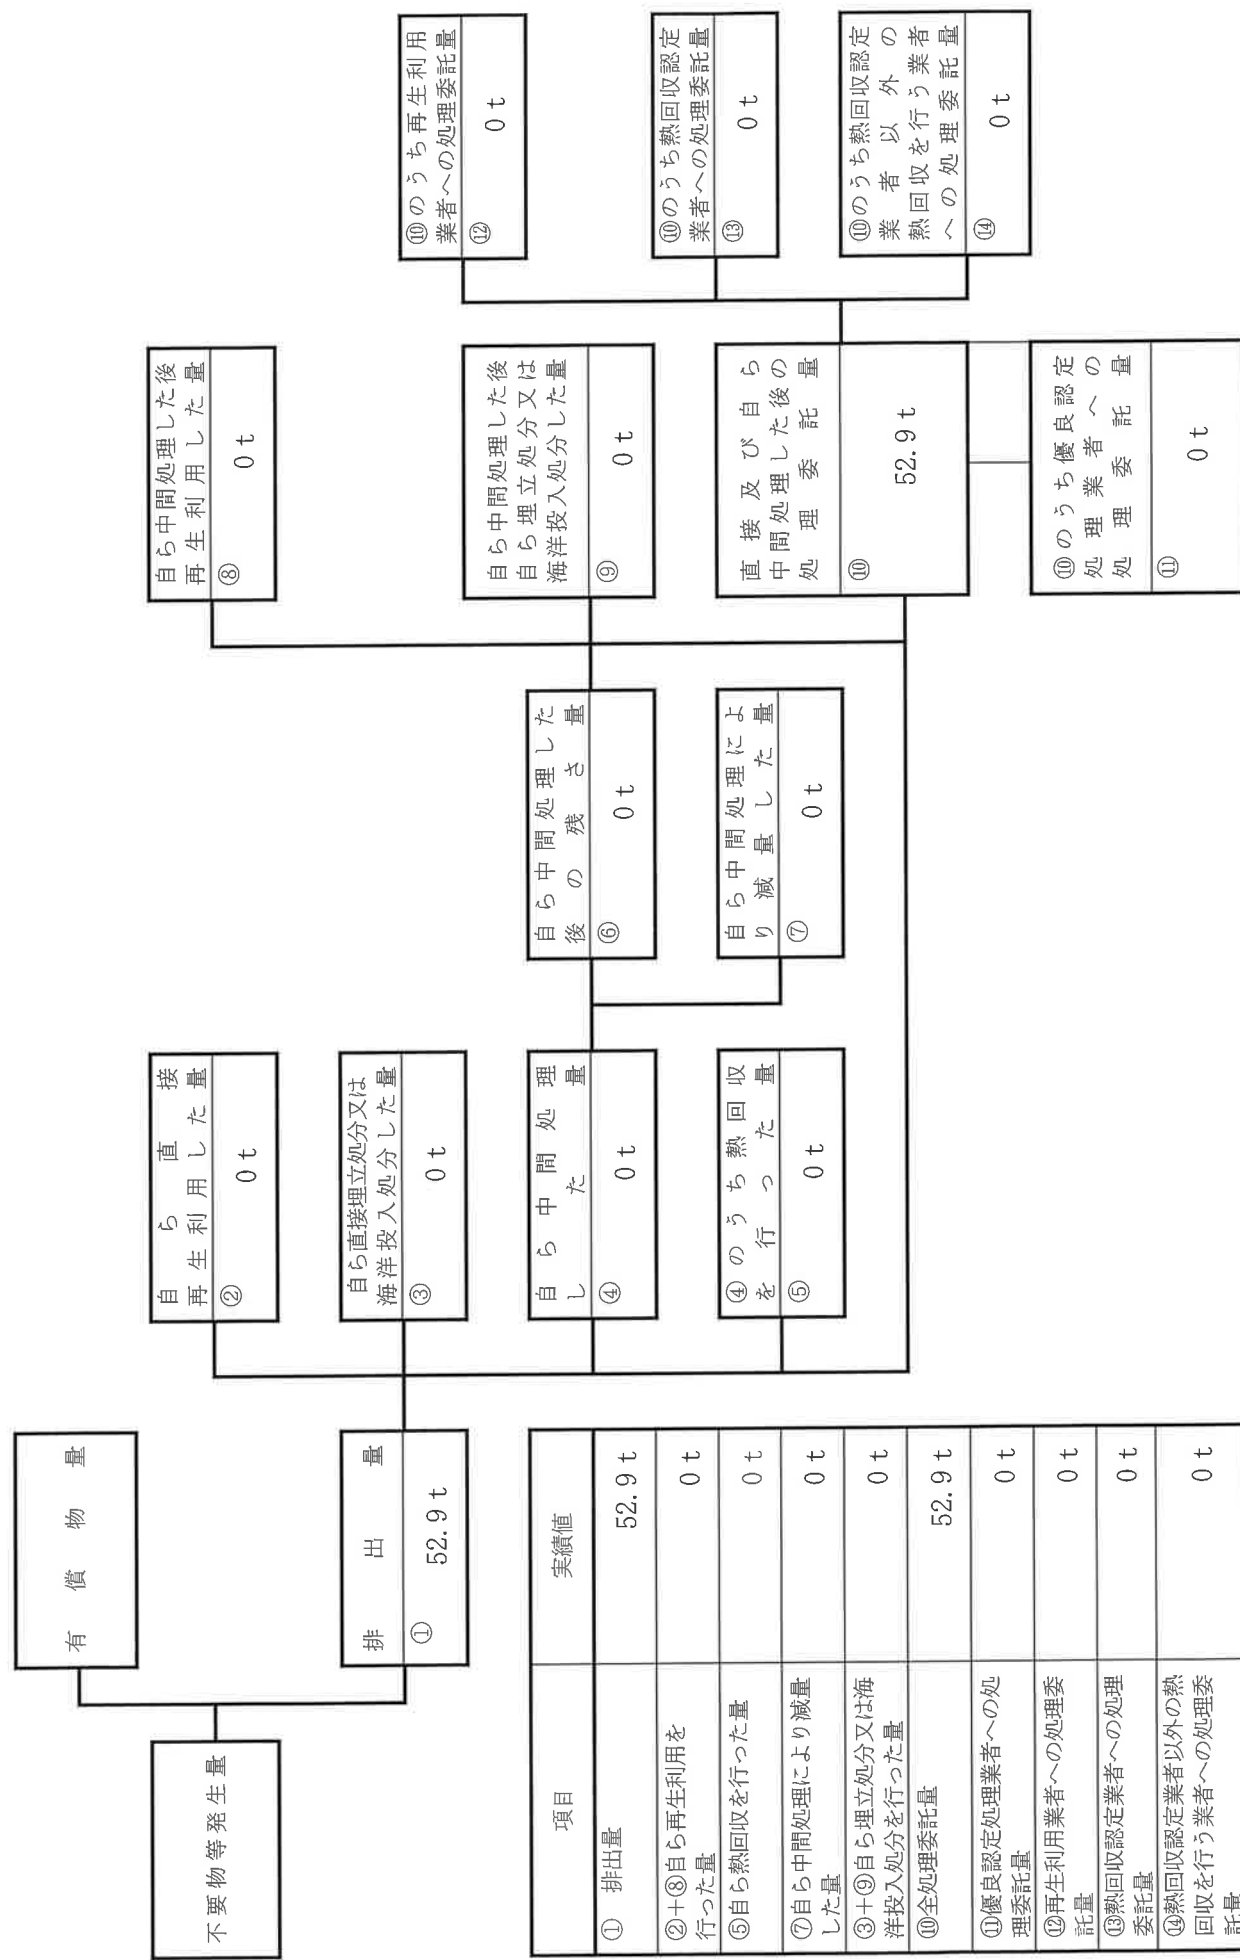 不要物等発生量
有償物量
排出量
①
52.9t
自ら直接
再生利用した量
②
0t
自ら直接埋立処分又は
海洋投入処分した量
③
0t
自ら中間処理
した量
④
0t
④のうち熱回収
を行った量
⑤
0t
自ら中間処理した
後の残さ量
⑥
0t
自ら中間処理によ
り減量した量
⑦
0t
自ら中間処理した後
再生利用した量
⑧
0t
自ら中間処理した後
自ら埋立処分又は
海洋投入処分した量
⑨
0t
直接及び自ら
中間処理した後の
処理委託量
⑩
52.9t
⑩のうち優良認定
処理業者への
処理委託量
⑪
0t
⑩のうち再生利用
業者への処理委託量
⑫
0t
⑩のうち熱回収認定
業者への処理委託量
⑬
0t
⑩のうち熱回収認定
業者以外の
熱回収を行う業者
への処理委託量
⑭
0t
項目 実績値
① 排出量 52.9t
②+⑧自ら再生利用を
行った量 0t
⑤自ら熱回収を行った量 0t
⑦自ら中間処理により減量
した量 0t
③+⑨自ら埋立処分又は海
洋投入処分を行った量 0t
⑩全処理委託量 52.9t
⑪優良認定処理業者への処
理委託量 0t
⑫再生利用業者への処理委
託量 0t
⑬熱回収認定業者への処理
委託量 0t
⑭熱回収認定業者以外の熱
回収を行う業者への処理委
託量 0t